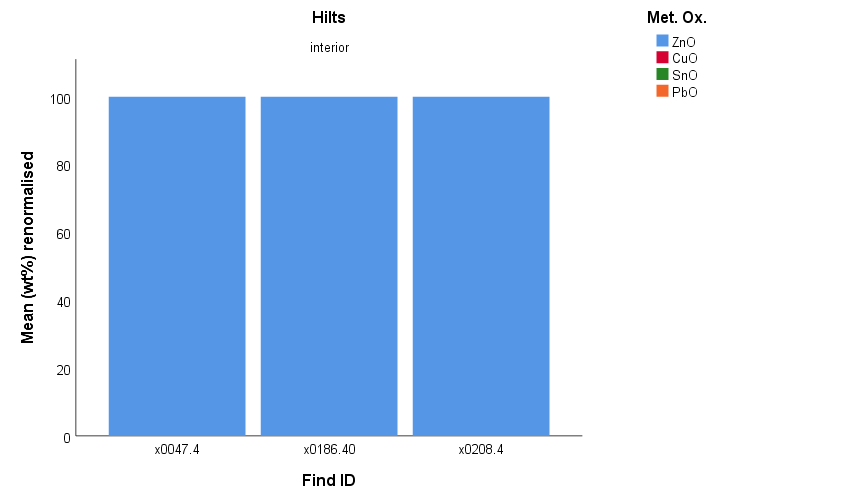 Hilts
interior
Met. Ox.
ZnO
CuO
SnO
PbO
Mean (wt%) renormalised
100
80
60
40
20
0
x0047.4 x0186.40 x0208.4
Find ID